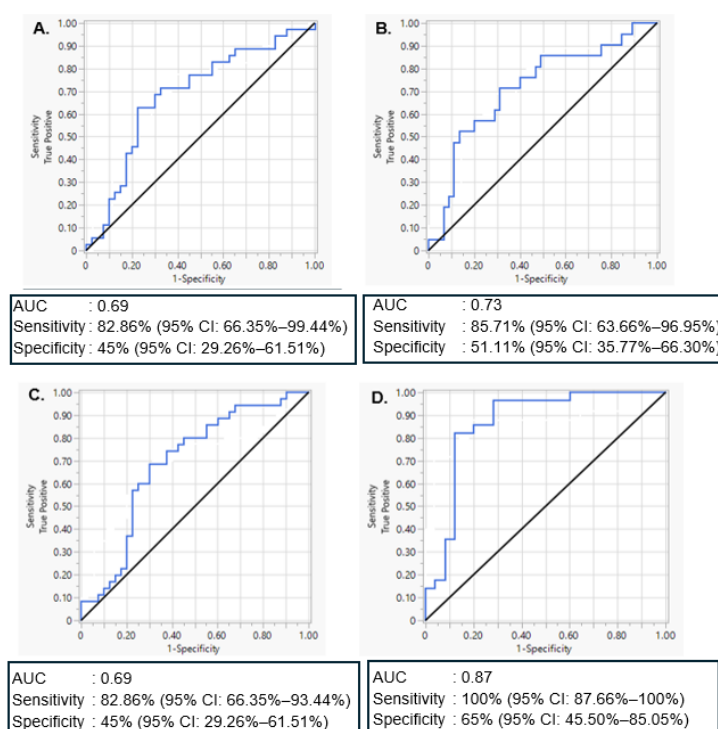 A.
1.00
0.90
0.80
0.70
0.60
0.50
0.40
0.30
0.20
0.10
0
Sensitivity
True Positive
0 0.20 0.40 0.60 0.80 1.00
1-Specificity
AUC : 0.69
Sensitivity : 82.86% (95% CI: 66.35%–99.44%)
Specificity : 45% (95% CI: 29.26%–61.51%)
B.
1.00
0.90
0.80
0.70
0.60
0.50
0.40
0.30
0.20
0.10
0
Sensitivity
True Positive
0 0.20 0.40 0.60 0.80 1.00
1-Specificity
AUC : 0.73
Sensitivity : 85.71% (95% CI: 63.66%–96.95%)
Specificity : 51.11% (95% CI: 35.77%–66.30%)
C.
1.00
0.90
0.80
0.70
0.60
0.50
0.40
0.30
0.20
0.10
0
Sensitivity
True Positive
0.20 0.40 0.60 0.80 1.00
1-Specificity
AUC : 0.69
Sensitivity : 82.86% (95% CI: 66.35%–93.44%)
Specificity : 45% (95% CI: 29.26%–61.51%)
D.
1.00
0.90
0.80
0.70
0.60
0.50
0.40
0.30
0.20
0.10
Sensitivity
True Positive
0 0.20 0.40 0.60 0.80 1.00
1-Specificity
AUC : 0.87
Sensitivity : 100% (95% CI: 87.66%–100%)
Specificity : 65% (95% CI: 45.50%–85.05%)